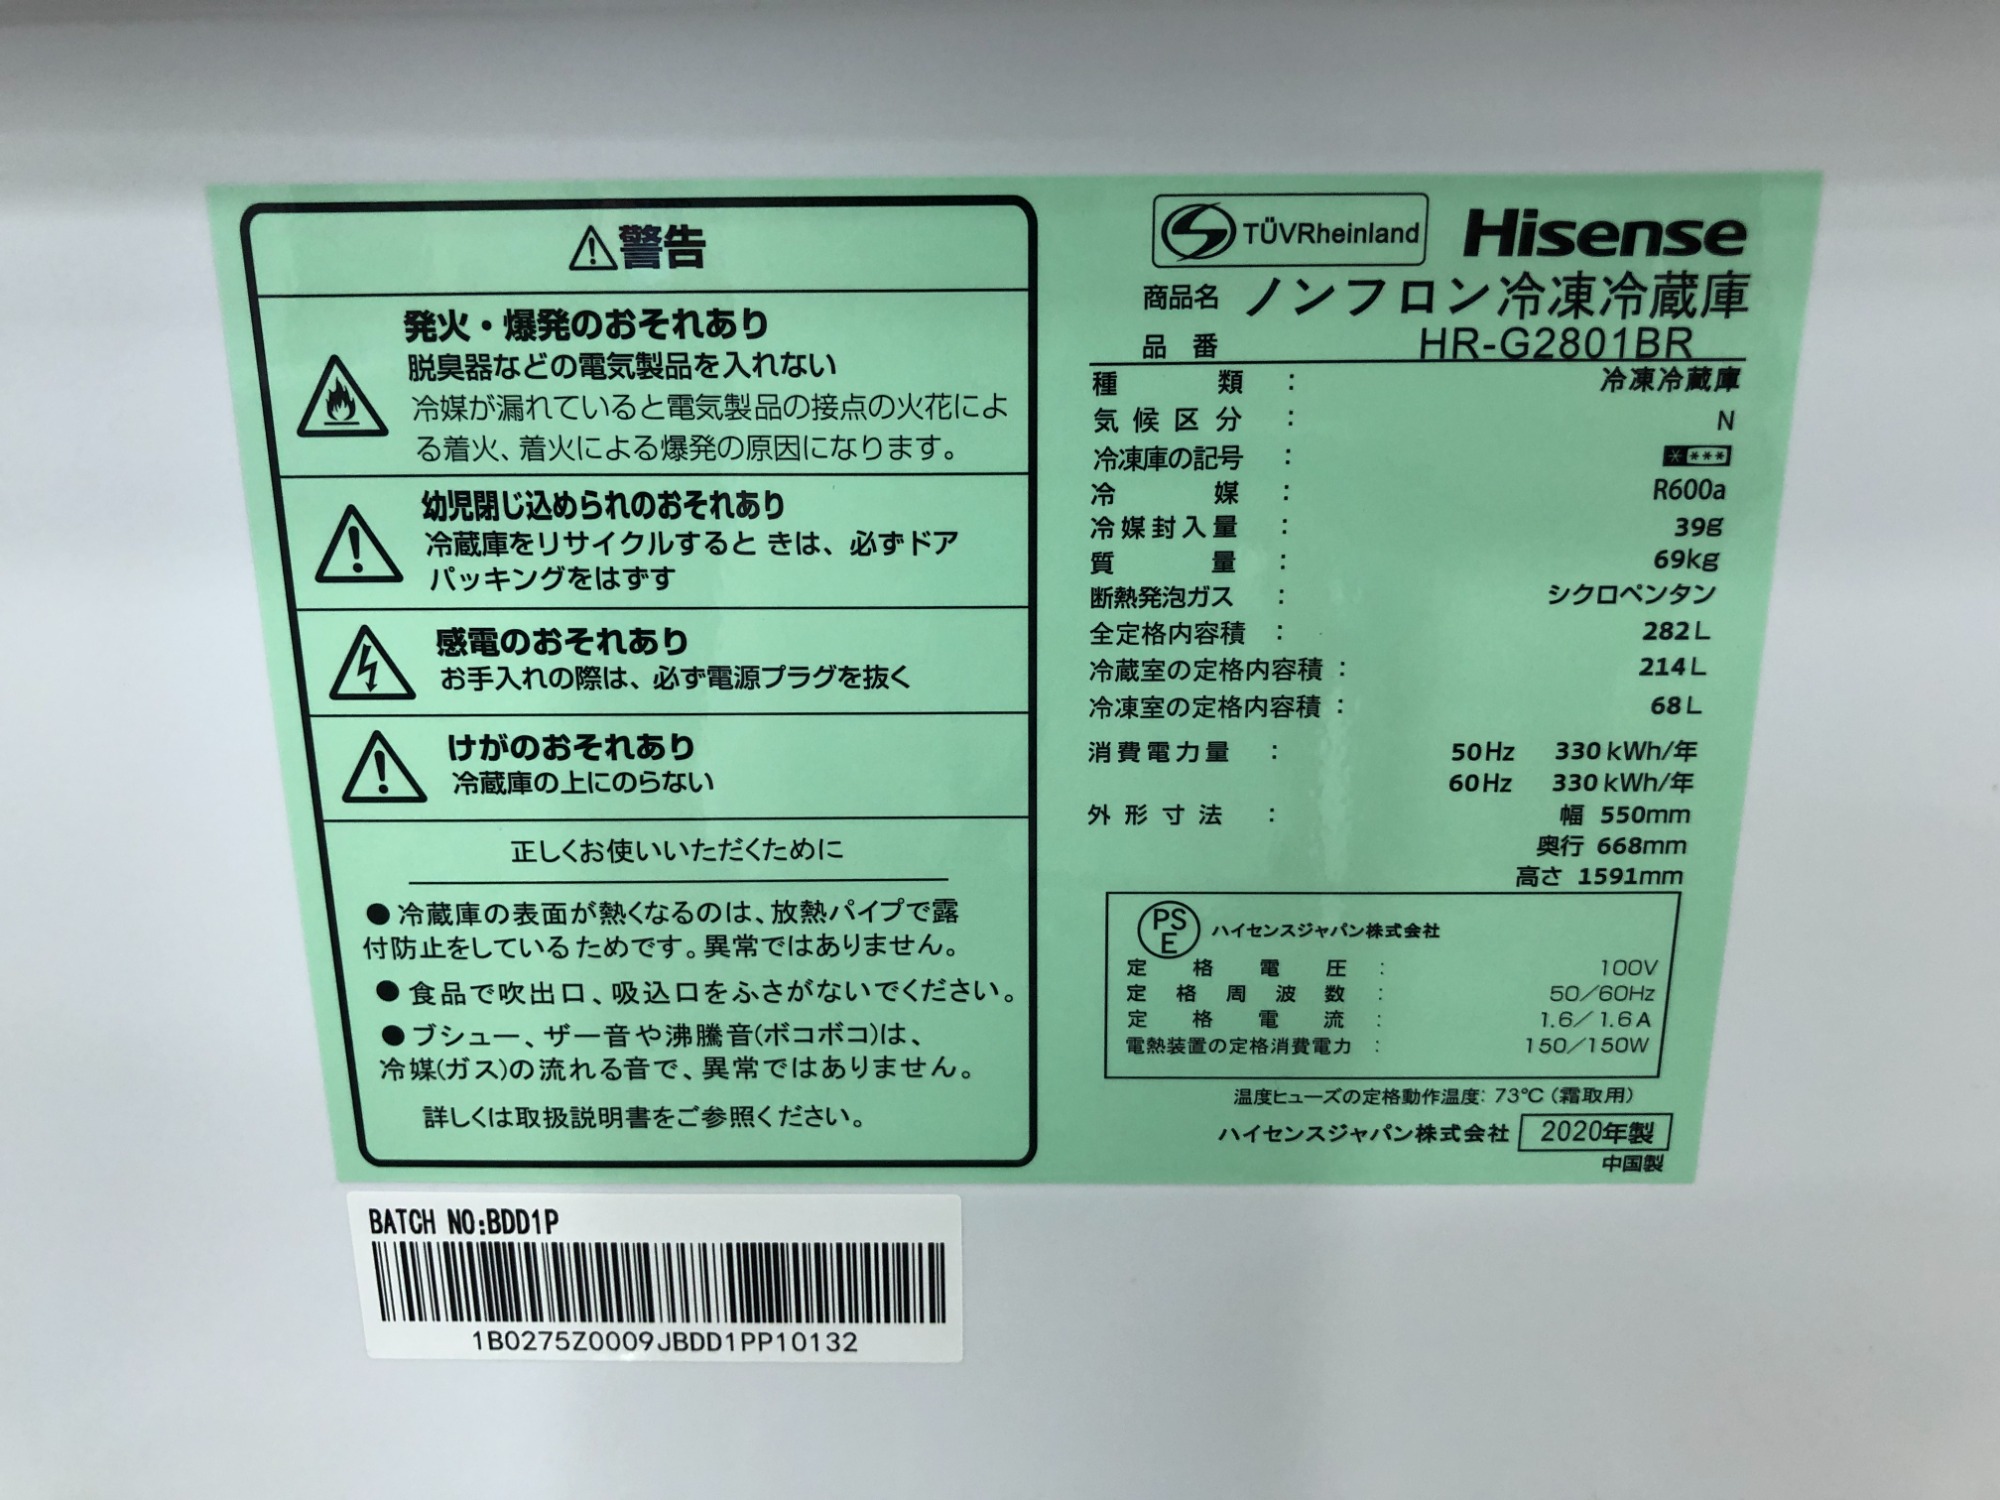 警告
発火・爆発のおそれあり
脱臭器などの電気製品を入れない
冷媒が漏れていると電気製品の接点の火花によ
る着火、着火による爆発の原因になります。
幼児閉じ込められのおそれあり
冷蔵庫をリサイクルすると きは、必ずドア
パッキングをはずす
感電のおそれあり
お手入れの際は、必ず電源プラグを抜く
けがのおそれあり
冷蔵庫の上にのらない
正しくお使いいただくために
●冷蔵庫の表面が熱くなるのは、放熱パイプで露
付防止をしているためです。異常ではありません。
●食品で吹出口、吸込口をふさがないでください。
●ブシュー、ザー音や沸騰音(ボコボコ)は、
冷媒(ガス)の流れる音で、異常ではありません。
詳しくは取扱説明書をご参照ください。
TÜVRheinland Hisense
商品名 ノンフロン冷凍冷蔵庫
品番 HR-G2801BR
種類 : 冷凍冷蔵庫
気候区分 : N
冷凍庫の記号 : ****
冷媒 : R600a
冷媒封入量 : 39g
質量 : 69kg
断熱発泡ガス : シクロペンタン
全定格内容積 : 282L
冷蔵室の定格内容積 : 214L
冷凍室の定格内容積 : 68L
消費電力量 : 50Hz 330kWh/年
60Hz 330kWh/年
外形寸法 : 幅 550mm
奥行 668mm
高さ 1591mm
PS
E ハイセンスジャパン株式会社
定格電圧 : 100V
定格周波数 : 50/60Hz
定格電流 : 1.6/1.6A
電熱装置の定格消費電力 : 150/150W
温度ヒューズの定格動作温度: 73℃(霜取用)
ハイセンスジャパン株式会社 2020年製
中国製
BATCH NO:BDD1P
1B0275Z0009JBDD1PP10132